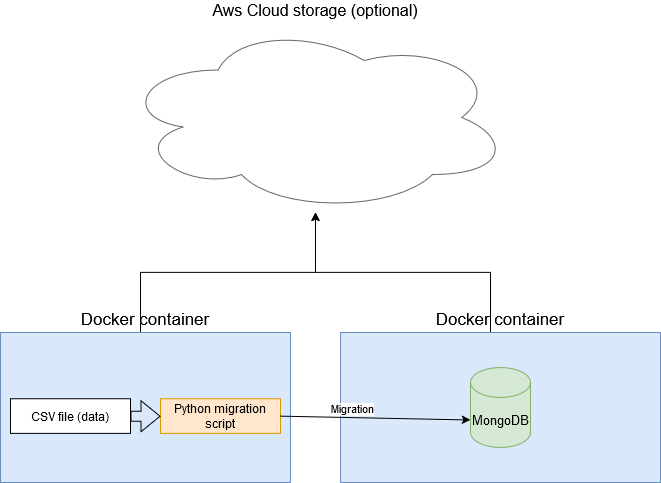 Aws Cloud storage (optional)
Docker container
Docker container
CSV file (data)
Python migration
script
Migration
MongoDB